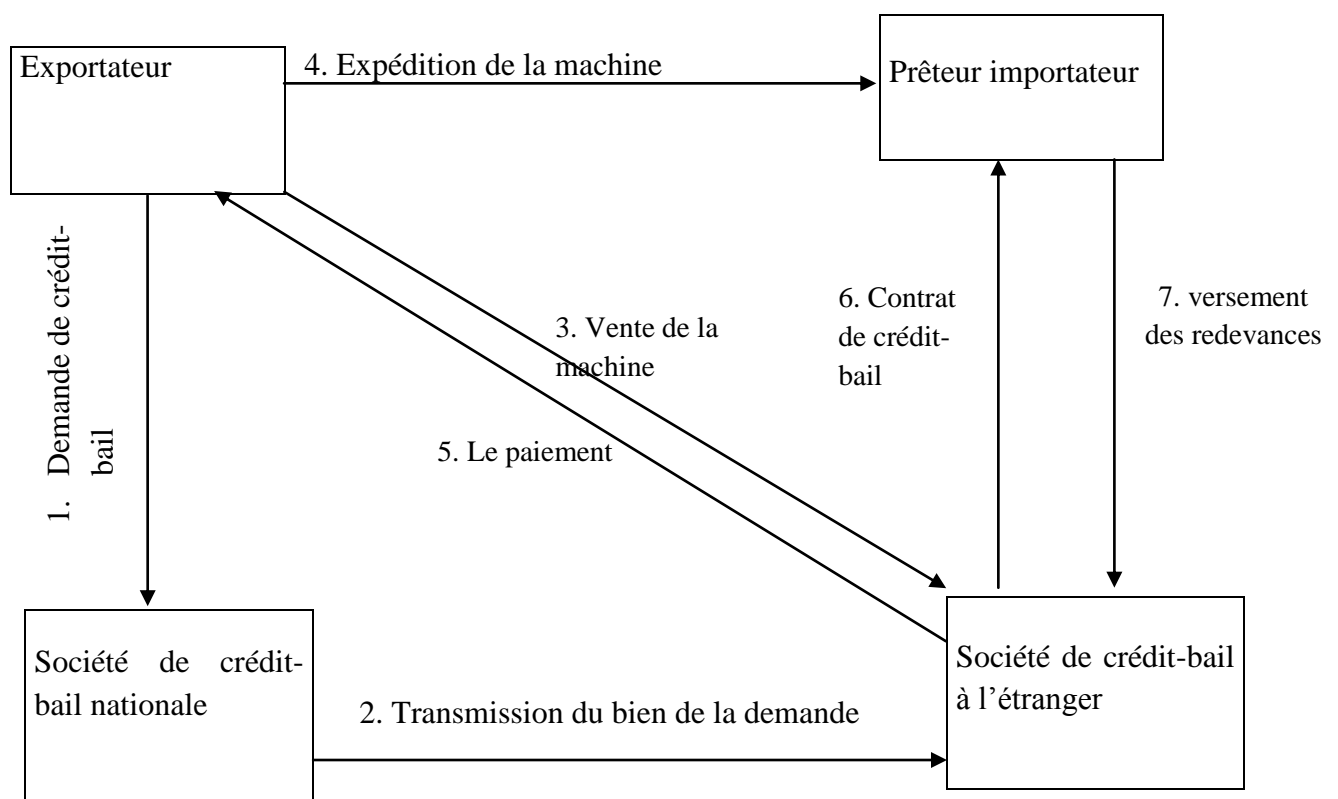 Exportateur
4. Expédition de la machine
Prêteur importateur
1. Demande de crédit-
bail
3. Vente de la
machine
5. Le paiement
6. Contrat
de crédit-
bail
7. versement
des redevances
Société de crédit-
bail nationale
2. Transmission du bien de la demande
Société de crédit-bail
à l’étranger